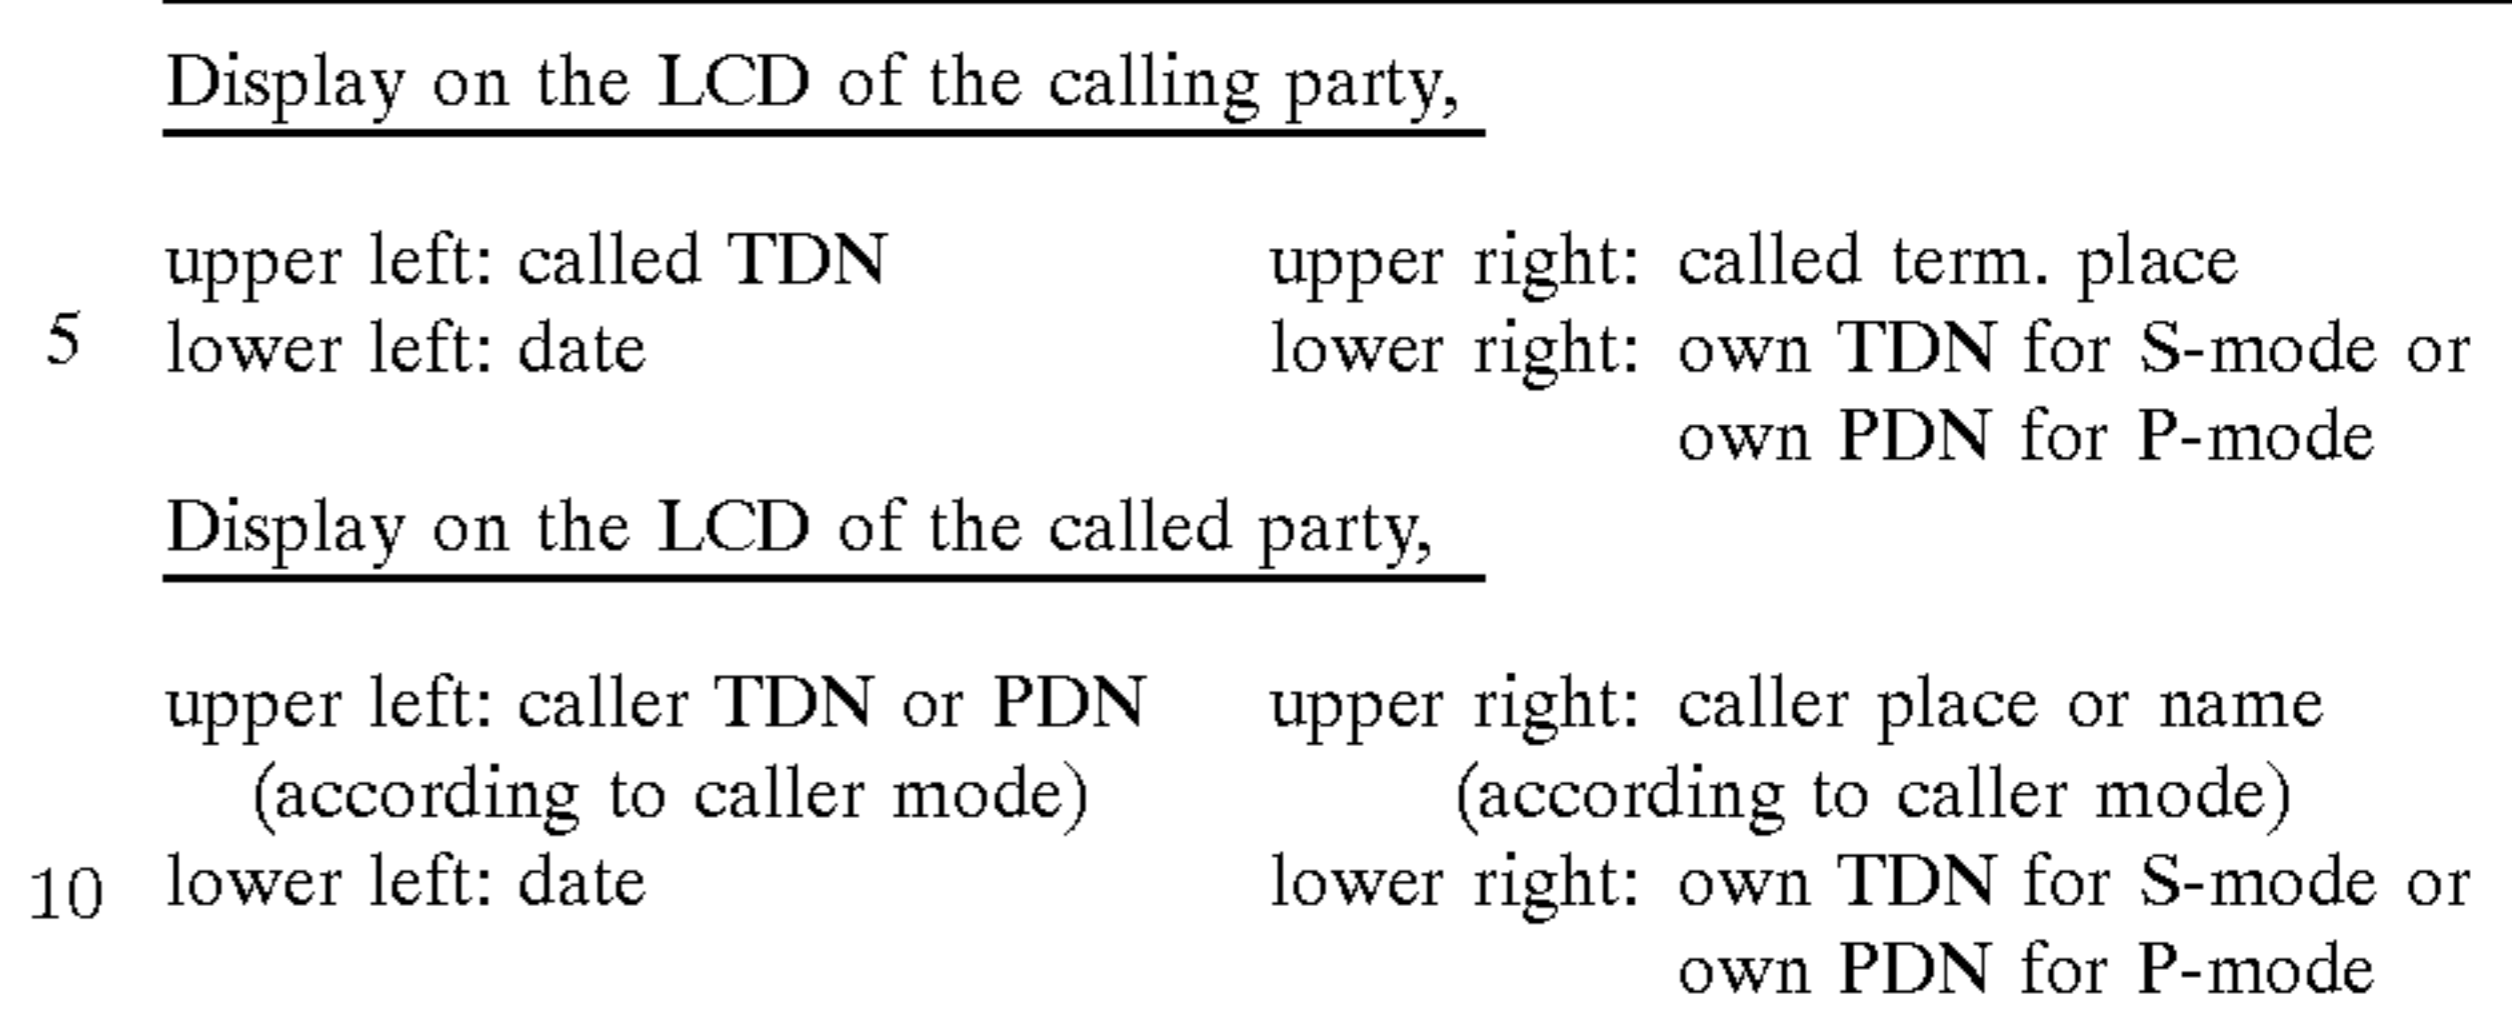 Display on the LCD of the calling party,
upper left: called TDN upper right: called term. place
5 lower left: date lower right: own TDN for S-mode or
own PDN for P-mode
Display on the LCD of the called party,
upper left: caller TDN or PDN upper right: caller place or name
(according to caller mode) (according to caller mode)
10 lower left: date lower right: own TDN for S-mode or
own PDN for P-mode